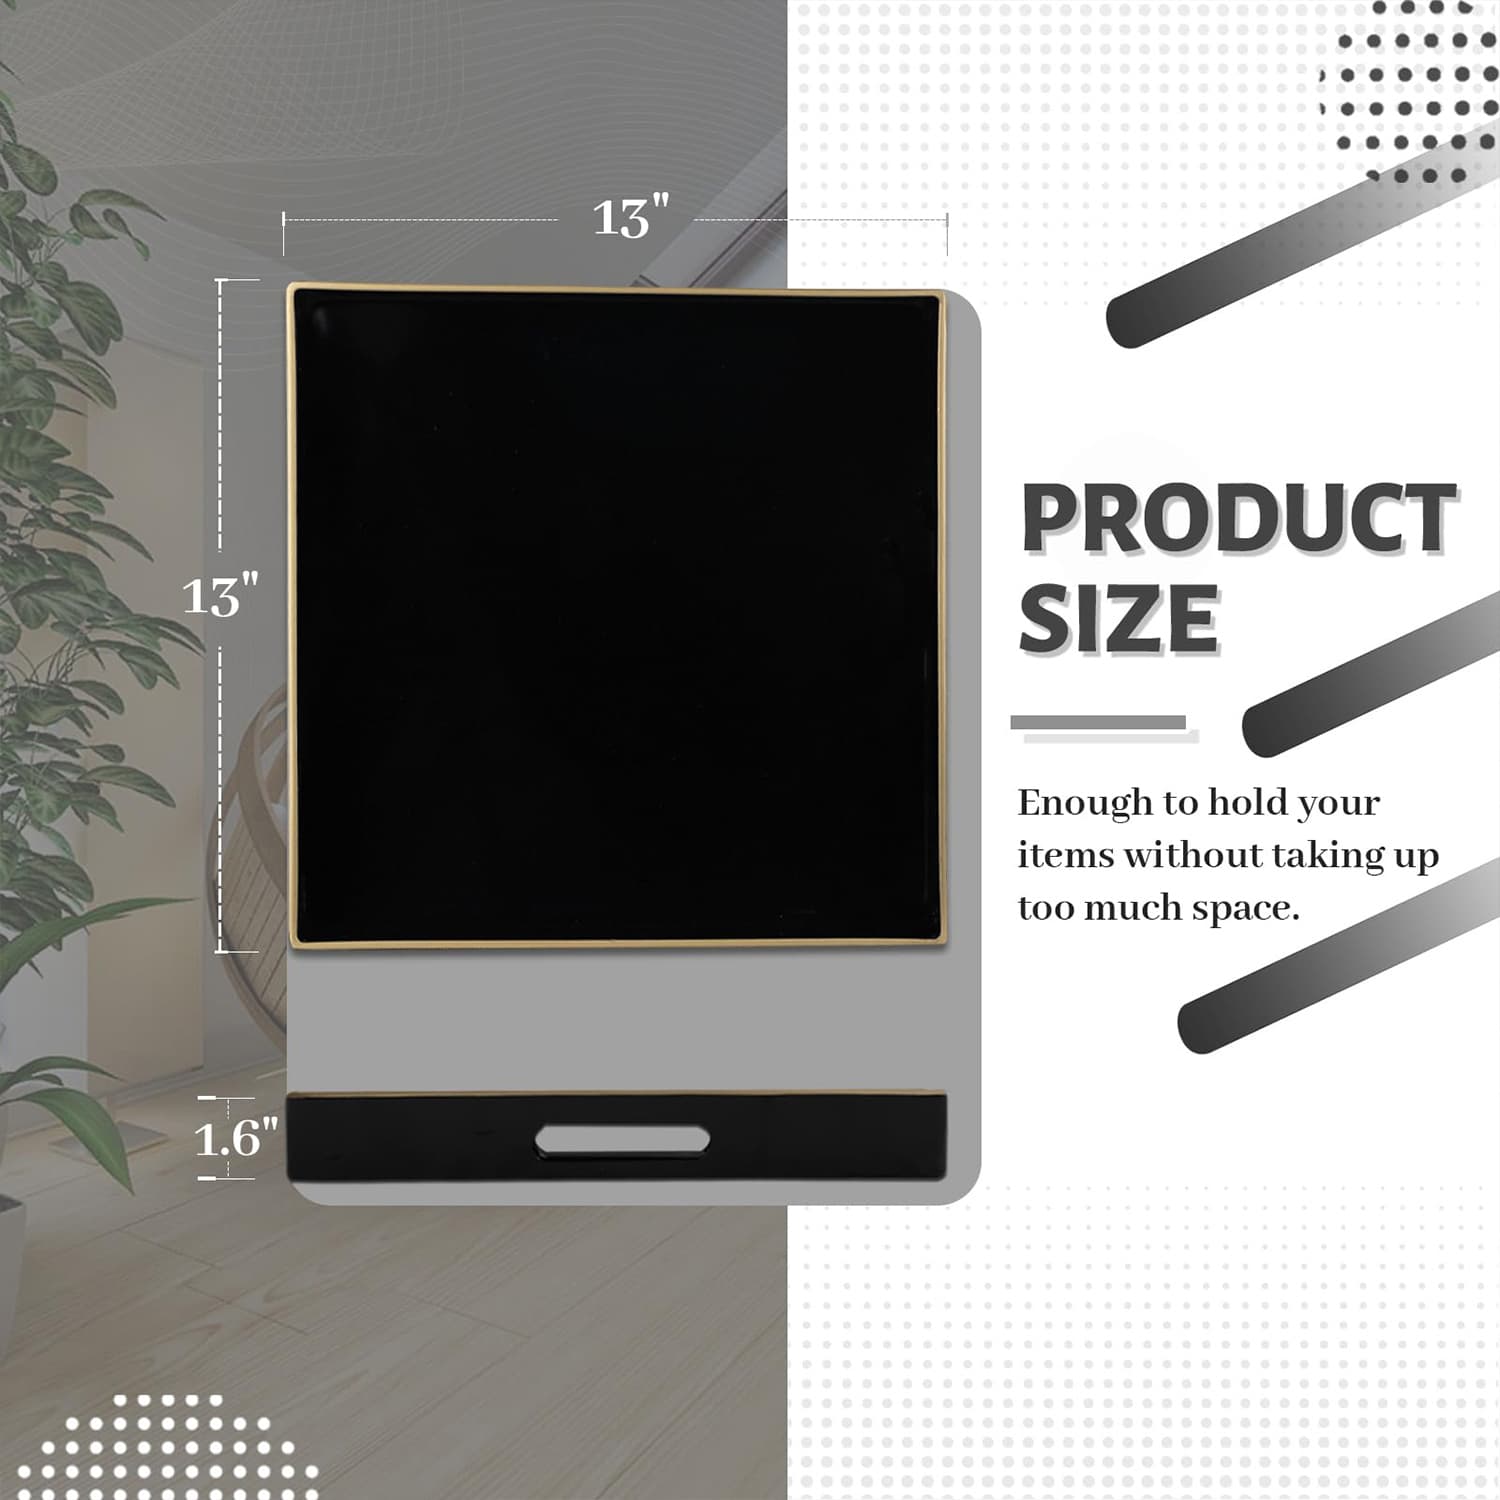 13"
13"
PRODUCT
SIZE
Enough to hold your
items without taking up
too much space.
1.6"